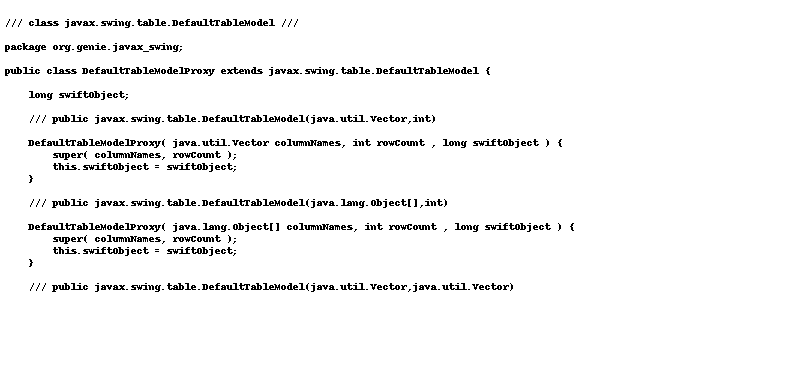 /// class javax.swing.table.DefaultTableModel ///
package org.genie.javax_swing;
public class DefaultTableModelProxy extends javax.swing.table.DefaultTableModel {
long swiftObject;
/// public javax.swing.table.DefaultTableModel(java.util.Vector,int)
DefaultTableModelProxy( java.util.Vector columnNames, int rowCount , long swiftObject ) {
super( columnNames, rowCount );
this.swiftObject = swiftObject;
}
/// public javax.swing.table.DefaultTableModel(java.lang.Object[],int)
DefaultTableModelProxy( java.lang.Object[] columnNames, int rowCount , long swiftObject ) {
super( columnNames, rowCount );
this.swiftObject = swiftObject;
}
/// public javax.swing.table.DefaultTableModel(java.util.Vector,java.util.Vector)